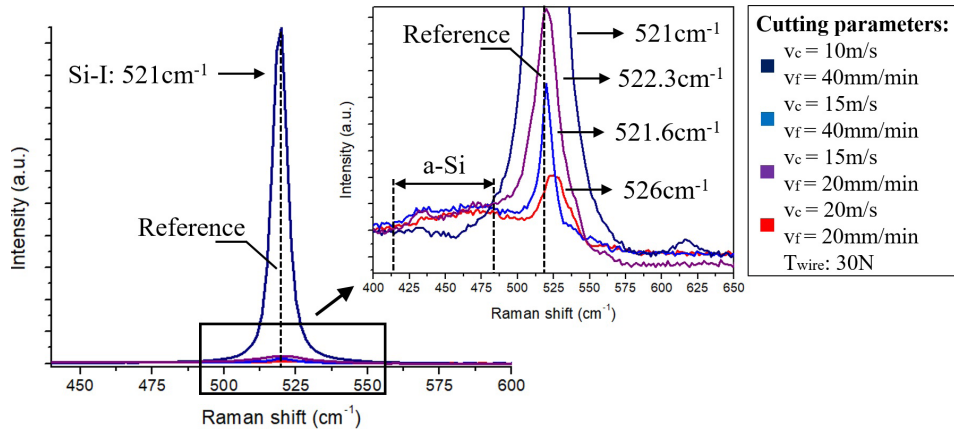 Si-I: 521cm-1
Reference
Intensity (a.u.)
450 475 500 525 550 575 600
Raman shift (cm-1)
Reference
521cm-1
522.3cm-1
521.6cm-1
526cm-1
a-Si
Intensity (a.u.)
400 425 450 475 500 525 550 575 600 625 650
Raman shift (cm-1)
Cutting parameters:
vc = 10m/s
vf = 40mm/min
vc = 15m/s
vf = 40mm/min
vc = 15m/s
vf = 20mm/min
vc = 20m/s
vf = 20mm/min
Twire: 30N